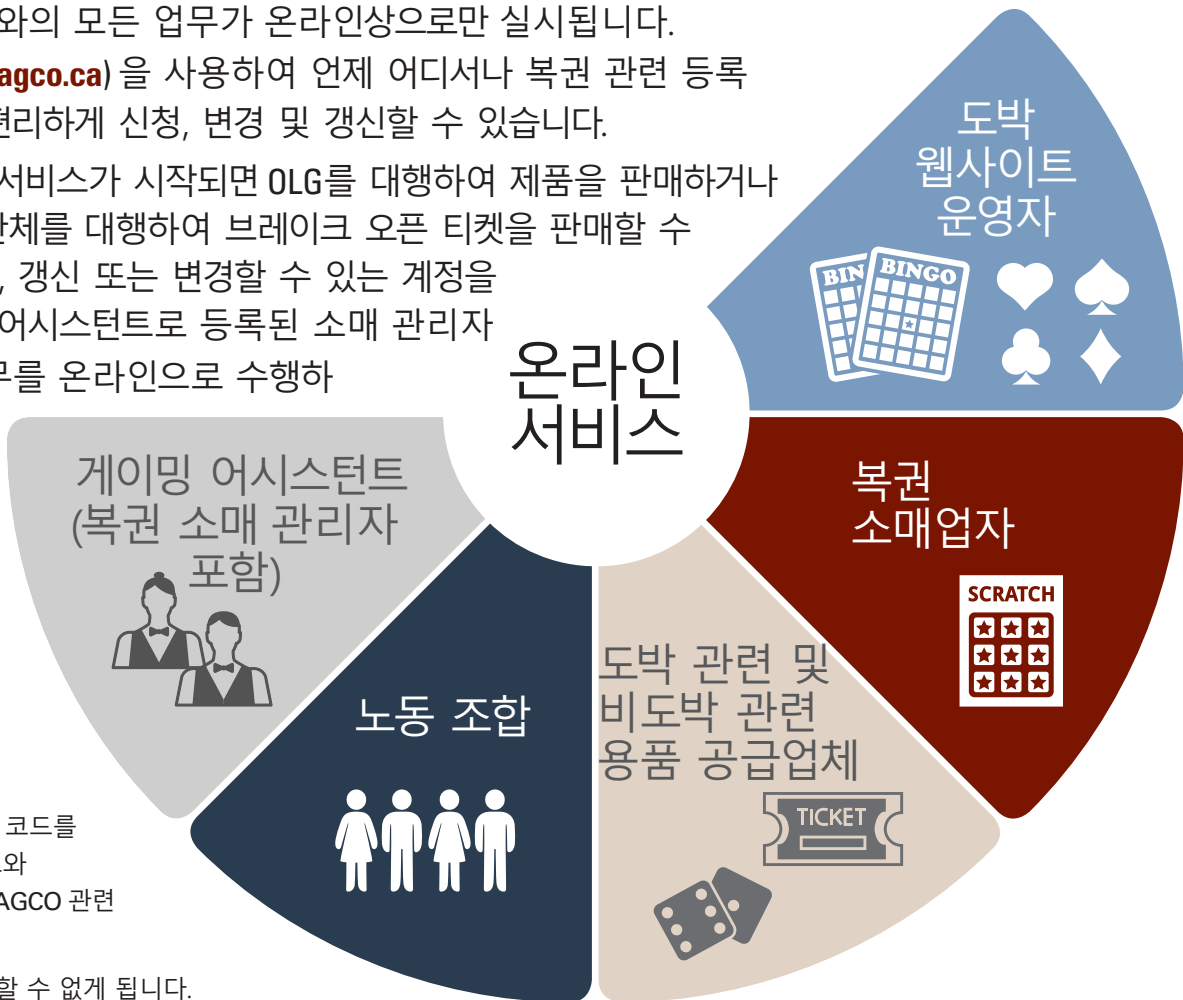 와의 모든 업무가 온라인상으로만 실시됩니다.
agco.ca) 을 사용하여 언제 어디서나 복권 관련 등록
편리하게 신청, 변경 및 갱신할 수 있습니다.
서비스가 시작되면 OLG를 대행하여 제품을 판매하거나
단체를 대행하여 브레이크 오픈 티켓을 판매할 수
, 갱신 또는 변경할 수 있는 계정을
어시스턴트로 등록된 소매 관리자
무를 온라인으로 수행하
온라인
서비스
도박
웹사이트
운영자
BIN
BINGO
복권
소매업자
SCRATCH
도박 관련 및
비도박 관련
용품 공급업체
TICKET
노동 조합
게이밍 어시스턴트
(복권 소매 관리자
포함)
코드를
와
AGCO 관련
할 수 없게 됩니다.